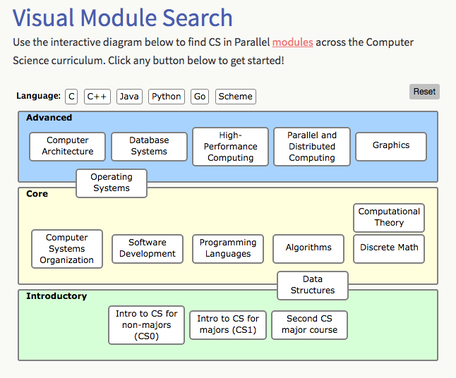 Visual Module Search
Use the interactive diagram below to find CS in Parallel modules across the Computer
Science curriculum. Click any button below to get started!
Language: C C++ Java Python Go Scheme Reset
Advanced
Computer
Architecture
Database
Systems
High-
Performance
Computing
Parallel and
Distributed
Computing
Graphics
Operating
Systems
Core
Computational
Theory
Computer
Systems
Organization
Software
Development
Programming
Languages
Algorithms
Discrete Math
Data
Structures
Introductory
Intro to CS for
non-majors
(CS0)
Intro to CS for
majors (CS1)
Second CS
major course